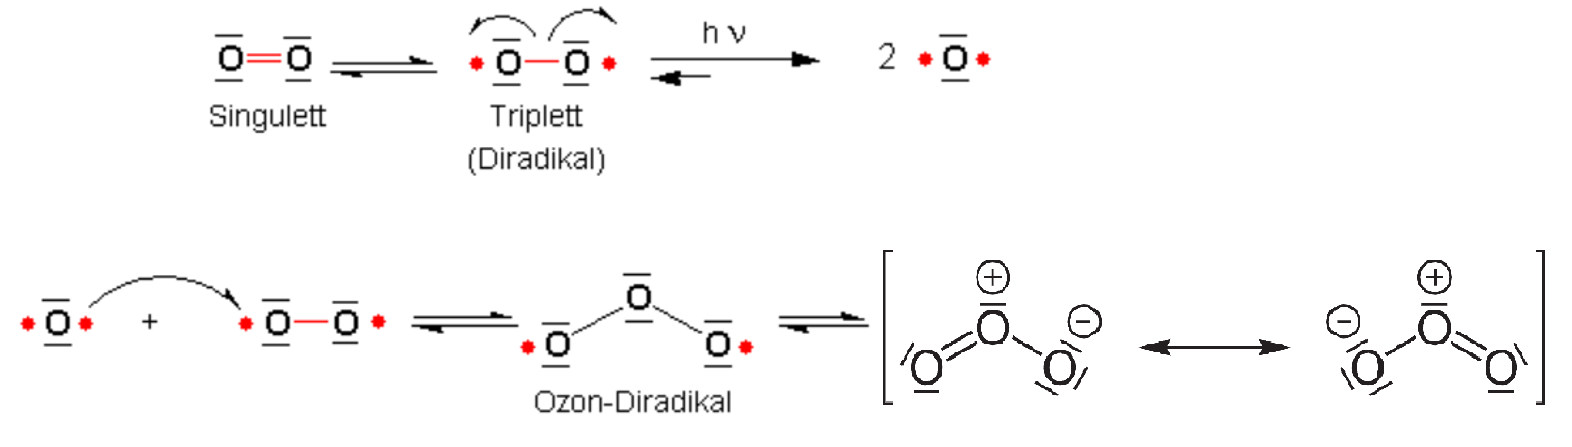 O O
Singulett
O O
Triplett
(Diradikal)
h ν
2 O
O + O O
O O O
Ozon-Diradikal
+ O O O −
− O + O O